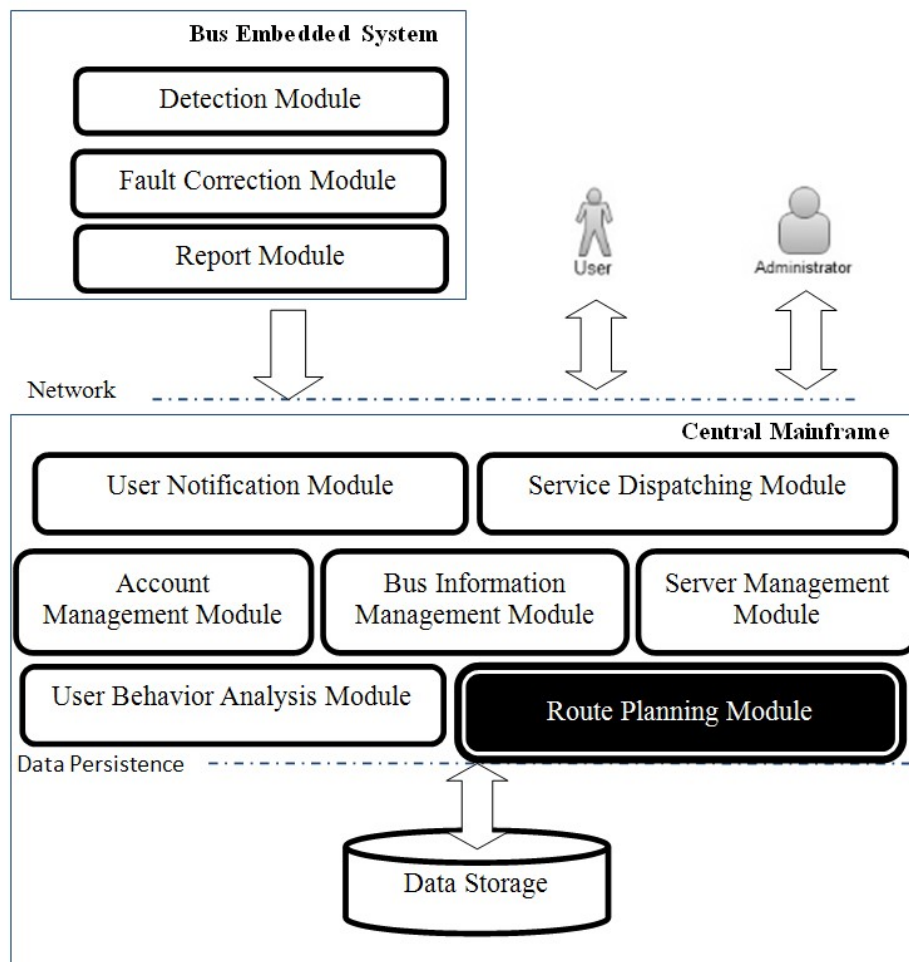 Bus Embedded System
Detection Module
Fault Correction Module
Report Module
User
Administrator
Network
Central Mainframe
User Notification Module
Service Dispatching Module
Account
Management Module
Bus Information
Management Module
Server Management
Module
User Behavior Analysis Module
Route Planning Module
Data Persistence
Data Storage